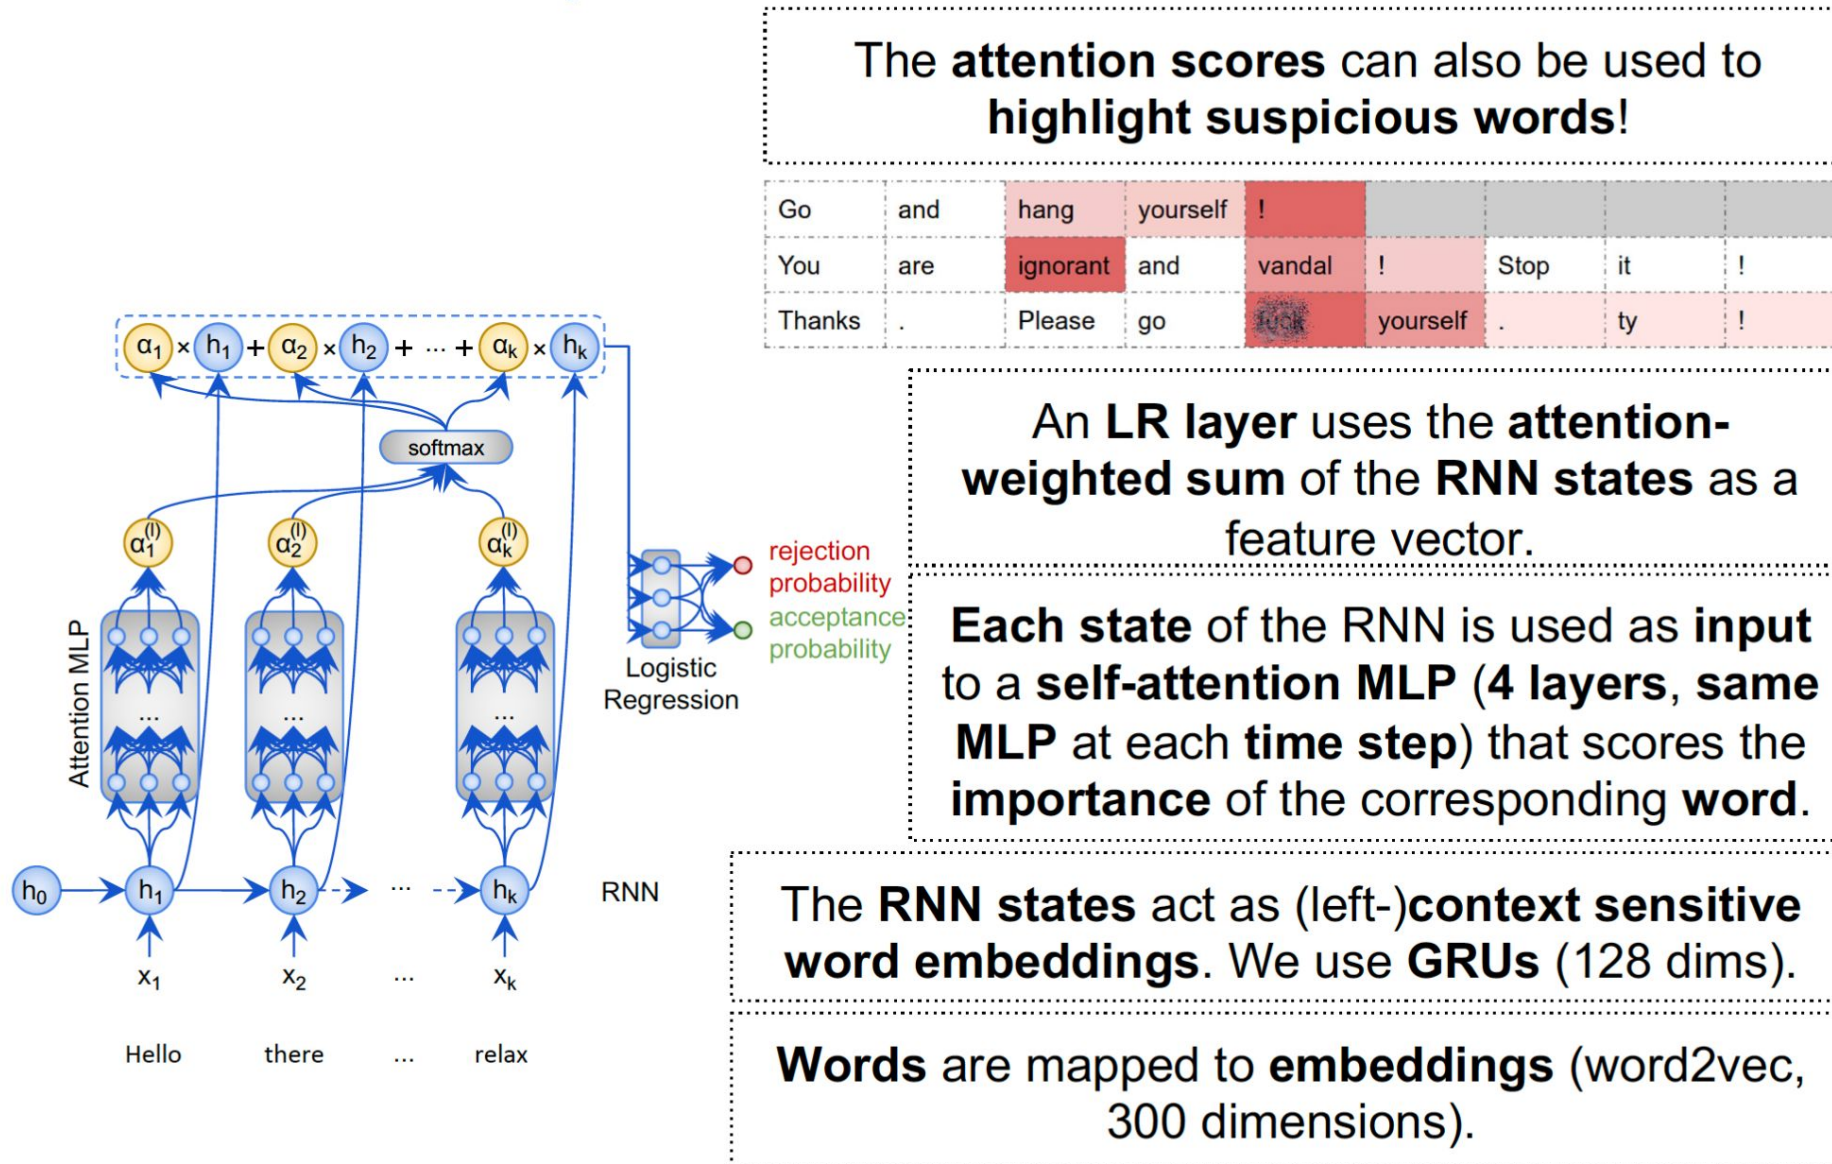 The attention scores can also be used to
highlight suspicious words!
Go and hang yourself !
You are ignorant and vandal ! Stop it !
Thanks . Please go yourself . ty !
α1 × h1 + α2 × h2 + ... + αk × hk
softmax
α1(l) α2(l) αk(l)
Attention MLP
... ... ...
h0 h1 h2 ... hk RNN
x1 x2 ... xk
Hello there ... relax
rejection
probability
acceptance
probability
Logistic
Regression
An LR layer uses the attention-
weighted sum of the RNN states as a
feature vector.
Each state of the RNN is used as input
to a self-attention MLP (4 layers, same
MLP at each time step) that scores the
importance of the corresponding word.
The RNN states act as (left-)context sensitive
word embeddings. We use GRUs (128 dims).
Words are mapped to embeddings (word2vec,
300 dimensions).